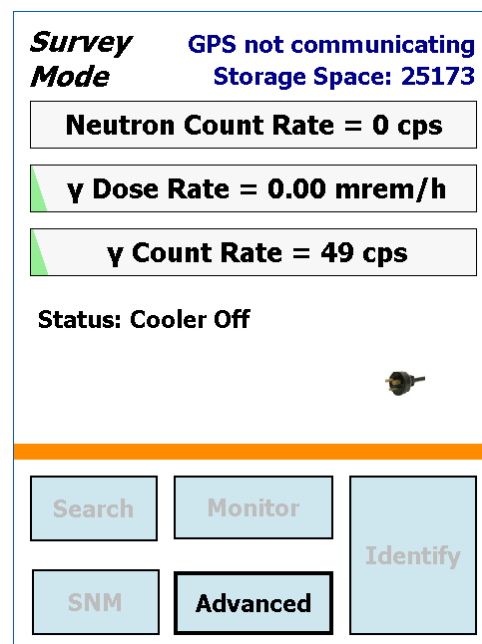 Survey Mode
GPS not communicating
Storage Space: 25173
Neutron Count Rate = 0 cps
γ Dose Rate = 0.00 mrem/h
γ Count Rate = 49 cps
Status: Cooler Off
Search
Monitor
Identify
SNM
Advanced